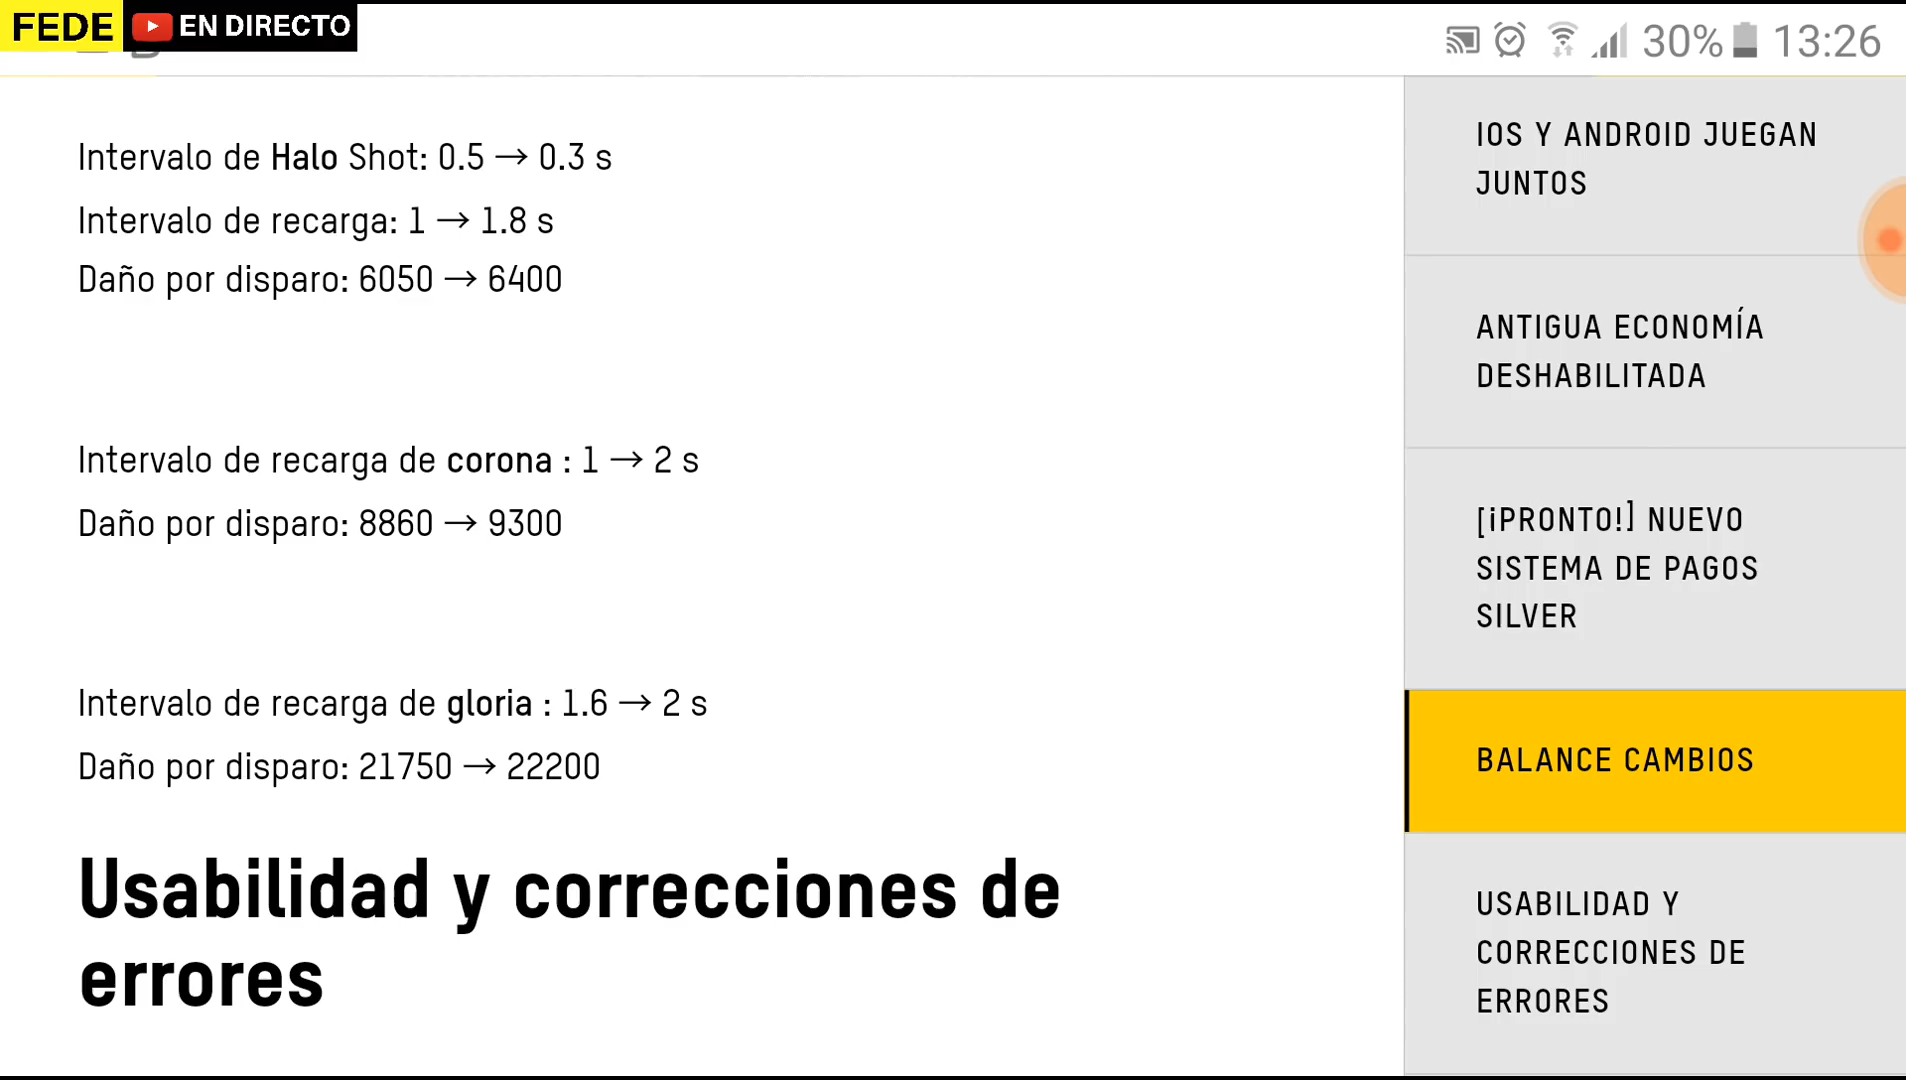 FEDE EN DIRECTO
30% 13:26
Intervalo de Halo Shot: 0.5 → 0.3 s
Intervalo de recarga: 1 → 1.8 s
Daño por disparo: 6050 → 6400
Intervalo de recarga de corona : 1 → 2 s
Daño por disparo: 8860 → 9300
Intervalo de recarga de gloria : 1.6 → 2 s
Daño por disparo: 21750 → 22200
Usabilidad y correcciones de
errores
IOS Y ANDROID JUEGAN
JUNTOS
ANTIGUA ECONOMÍA
DESHABILITADA
[¡PRONTO!] NUEVO
SISTEMA DE PAGOS
SILVER
BALANCE CAMBIOS
USABILIDAD Y
CORRECCIONES DE
ERRORES